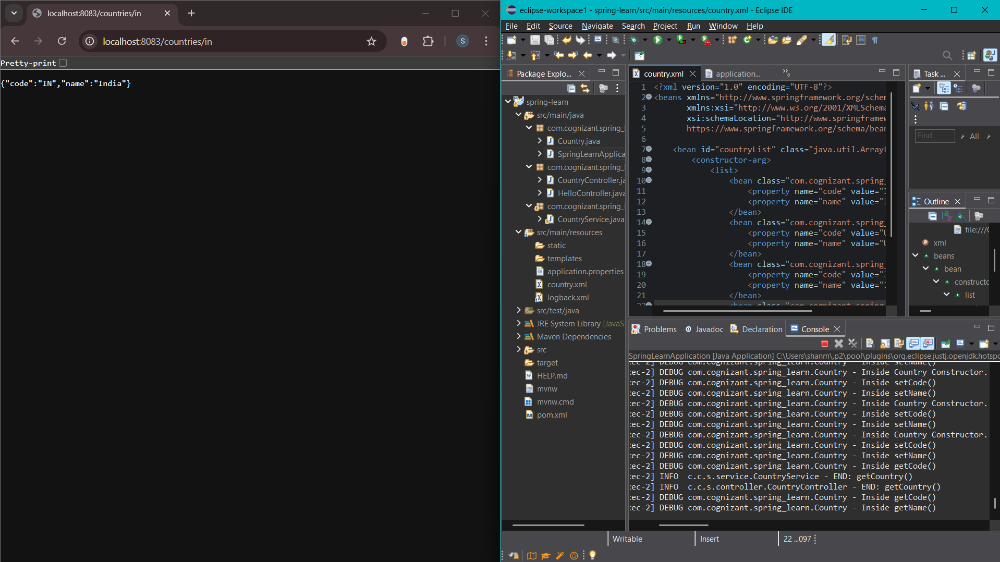 localhost:8083/countries/in
localhost:8083/countries/in
S
Pretty-print
{"code":"IN","name":"India"}
eclipse-workspace1 - spring-learn/src/main/resources/country.xml - Eclipse IDE
File Edit Source Navigate Search Project Run Window Help
Package Explo...
spring-learn
src/main/java
com.cognizant.spring_
Country.java
SpringLearnApplica
com.cognizant.spring_
CountryController.ja
HelloController.java
com.cognizant.spring_
CountryService.java
src/main/resources
static
templates
application.properties
country.xml
logback.xml
src/test/java
JRE System Library [JavaS
Maven Dependencies
src
target
HELP.md
mvnw
mvnw.cmd
pom.xml
country.xml
application...
6
1 <?xml version="1.0" encoding="UTF-8"?>
2 <beans xmlns="http://www.springframework.org/schem
3 xmlns:xsi="http://www.w3.org/2001/XMLSchema
4 xsi:schemaLocation="http://www.springframew
5 https://www.springframework.org/schema/bear
6
7 <bean id="countryList" class="java.util.ArrayL
8 <constructor-arg>
9 <list>
10 <bean class="com.cognizant.spring_
11 <property name="code" value="I
12 <property name="name" value="I
13 </bean>
14 <bean class="com.cognizant.spring_
15 <property name="code" value="U
16 <property name="name" value="U
17 </bean>
18 <bean class="com.cognizant.spring_
19 <property name="code" value="
20 <property name="name" value="
21 </bean>
22 <bean class="com.cognizant.spring_
Task ...
Find
All
Outline
file:///C
xml
beans
bean
constructo
list
Problems
Javadoc
Declaration
Console
SpringLearnApplication [Java Application] C:\Users\shanm\.p2\pool\plugins\org.eclipse.justj.openjdk.hotspo
:ec-2] DEBUG com.cognizant.spring_learn.Country - Inside setName()
:ec-2] DEBUG com.cognizant.spring_learn.Country - Inside Country Constructor.
:ec-2] DEBUG com.cognizant.spring_learn.Country - Inside setCode()
:ec-2] DEBUG com.cognizant.spring_learn.Country - Inside setName()
:ec-2] DEBUG com.cognizant.spring_learn.Country - Inside Country Constructor.
:ec-2] DEBUG com.cognizant.spring_learn.Country - Inside setCode()
:ec-2] DEBUG com.cognizant.spring_learn.Country - Inside setName()
:ec-2] DEBUG com.cognizant.spring_learn.Country - Inside Country Constructor.
:ec-2] DEBUG com.cognizant.spring_learn.Country - Inside setCode()
:ec-2] DEBUG com.cognizant.spring_learn.Country - Inside setName()
:ec-2] DEBUG com.cognizant.spring_learn.Country - Inside getCode()
:ec-2] INFO c.c.s.service.CountryService - END: getCountry()
:ec-2] INFO c.c.s.controller.CountryController - END: getCountry()
:ec-2] DEBUG com.cognizant.spring_learn.Country - Inside getCode()
:ec-2] DEBUG com.cognizant.spring_learn.Country - Inside getName()
Writable
Insert
22 ...097